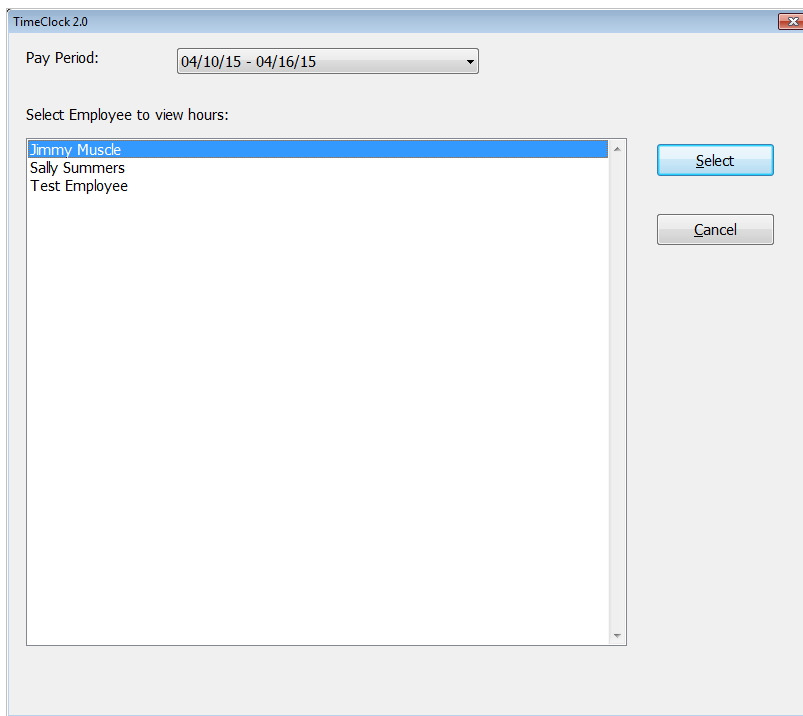 TimeClock 2.0
Pay Period:
04/10/15 - 04/16/15
Select Employee to view hours:
Jimmy Muscle
Sally Summers
Test Employee
Select
Cancel